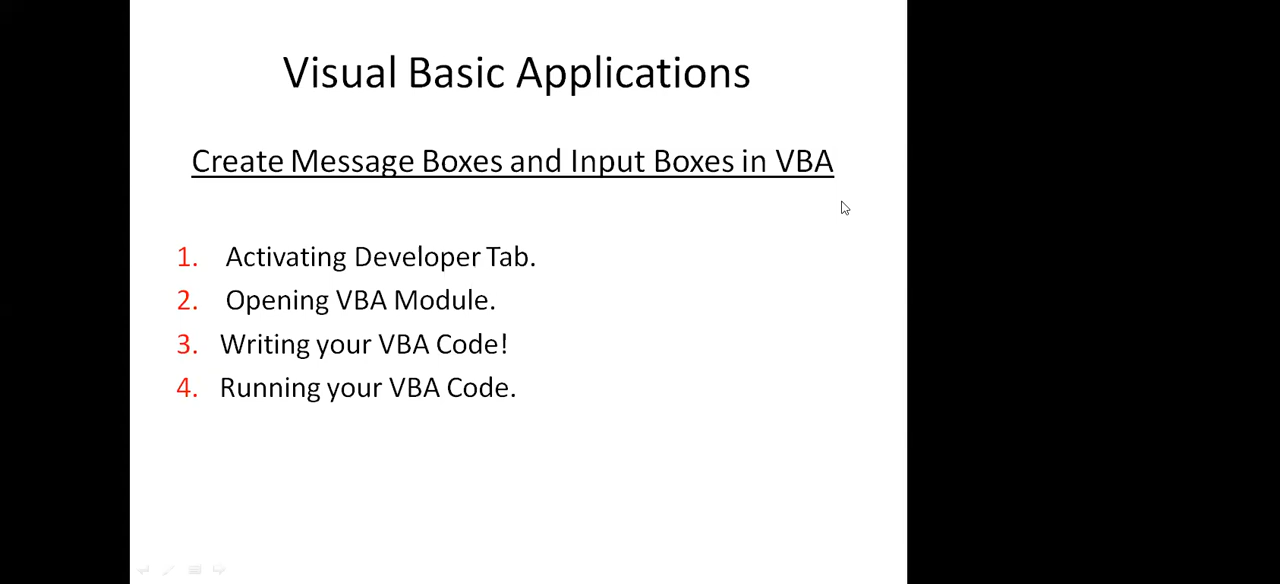 Visual Basic Applications
Create Message Boxes and Input Boxes in VBA
1. Activating Developer Tab.
2. Opening VBA Module.
3. Writing your VBA Code!
4. Running your VBA Code.